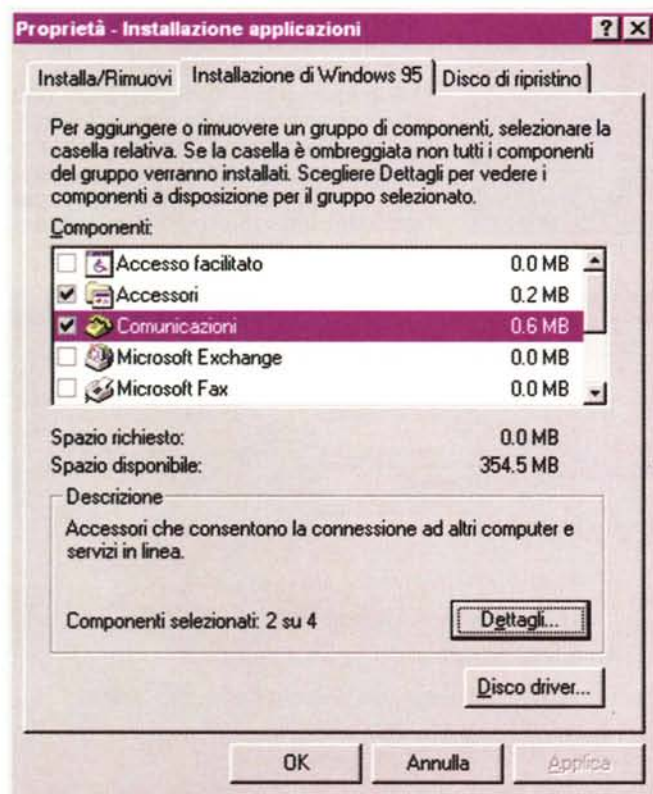 Proprietà - Installazione applicazioni
Installa/Rimuovi
Installazione di Windows 95
Disco di ripristino
Per aggiungere o rimuovere un gruppo di componenti, selezionare la
casella relativa. Se la casella è ombreggiata non tutti i componenti
del gruppo verranno installati. Scegliere Dettagli per vedere i
componenti a disposizione per il gruppo selezionato.
Componenti:
Accesso facilitato 0.0 MB
Accessori 0.2 MB
Comunicazioni 0.6 MB
Microsoft Exchange 0.0 MB
Microsoft Fax 0.0 MB
Spazio richiesto: 0.0 MB
Spazio disponibile: 354.5 MB
Descrizione
Accessori che consentono la connessione ad altri computer e
servizi in linea.
Componenti selezionati: 2 su 4
Dettagli...
Disco driver...
OK
Annulla
Applica